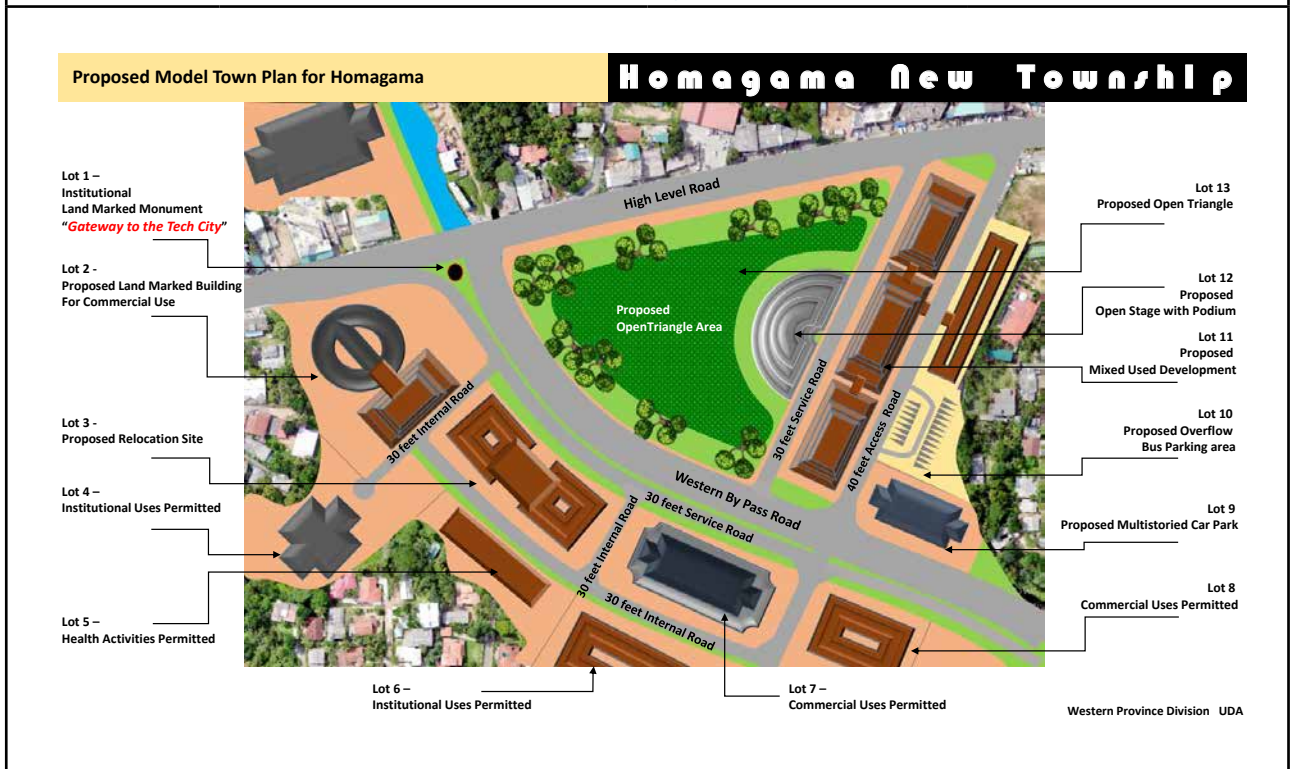 Proposed Model Town Plan for Homagama
Homagama New Township
Lot 1 –
Institutional
Land Marked Monument
“Gateway to the Tech City”
Lot 2 -
Proposed Land Marked Building
For Commercial Use
Lot 3 -
Proposed Relocation Site
Lot 4 –
Institutional Uses Permitted
Lot 5 –
Health Activities Permitted
High Level Road
Proposed
OpenTriangle Area
30 feet Service Road
40 feet Access Road
30 feet Internal Road
Western By Pass Road
30 feet Service Road
30 feet Internal Road
30 feet Internal Road
Lot 13
Proposed Open Triangle
Lot 12
Proposed
Open Stage with Podium
Lot 11
Proposed
Mixed Used Development
Lot 10
Proposed Overflow
Bus Parking area
Lot 9
Proposed Multistoried Car Park
Lot 8
Commercial Uses Permitted
Lot 6 –
Institutional Uses Permitted
Lot 7 –
Commercial Uses Permitted
Western Province Division UDA